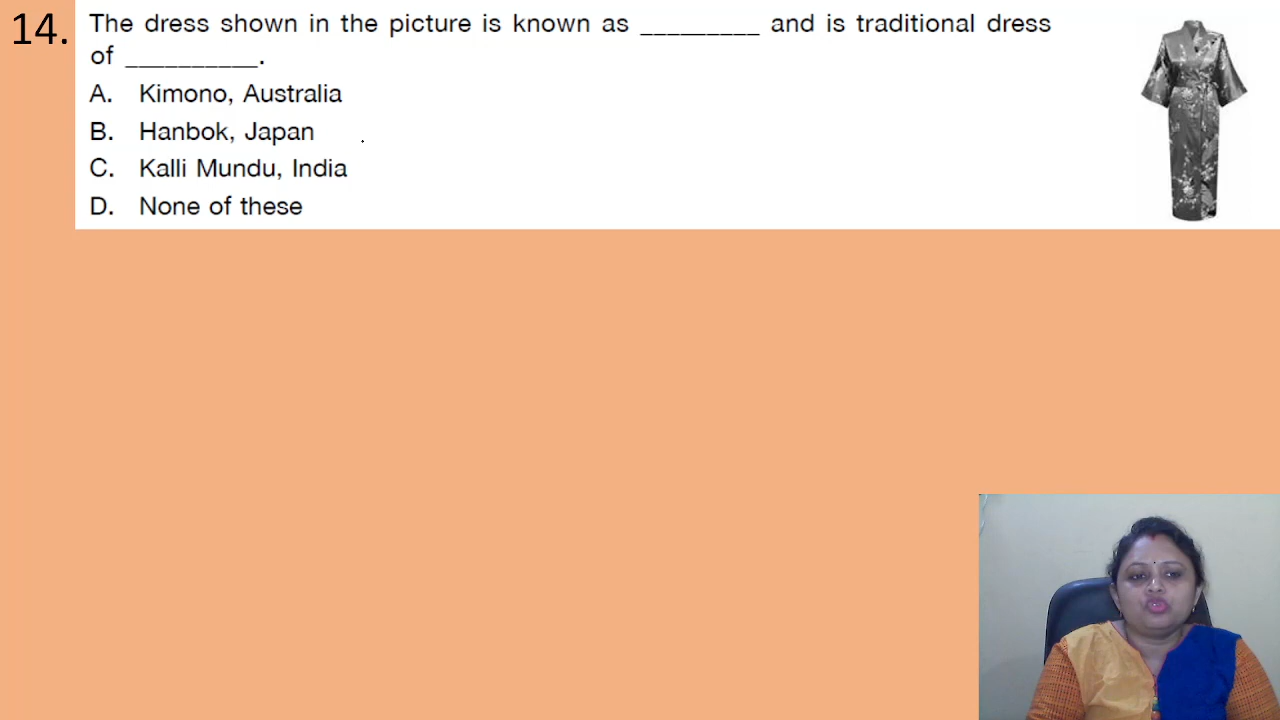 14. The dress shown in the picture is known as _________ and is traditional dress
of __________.
A. Kimono, Australia
B. Hanbok, Japan
C. Kalli Mundu, India
D. None of these